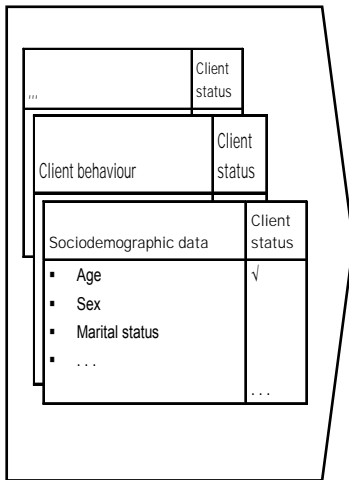 ,,,
Client
status
Client behaviour
Client
status
Sociodemographic data
Client
status
▪ Age
√
▪ Sex
▪ Marital status
▪ . . .
. . .